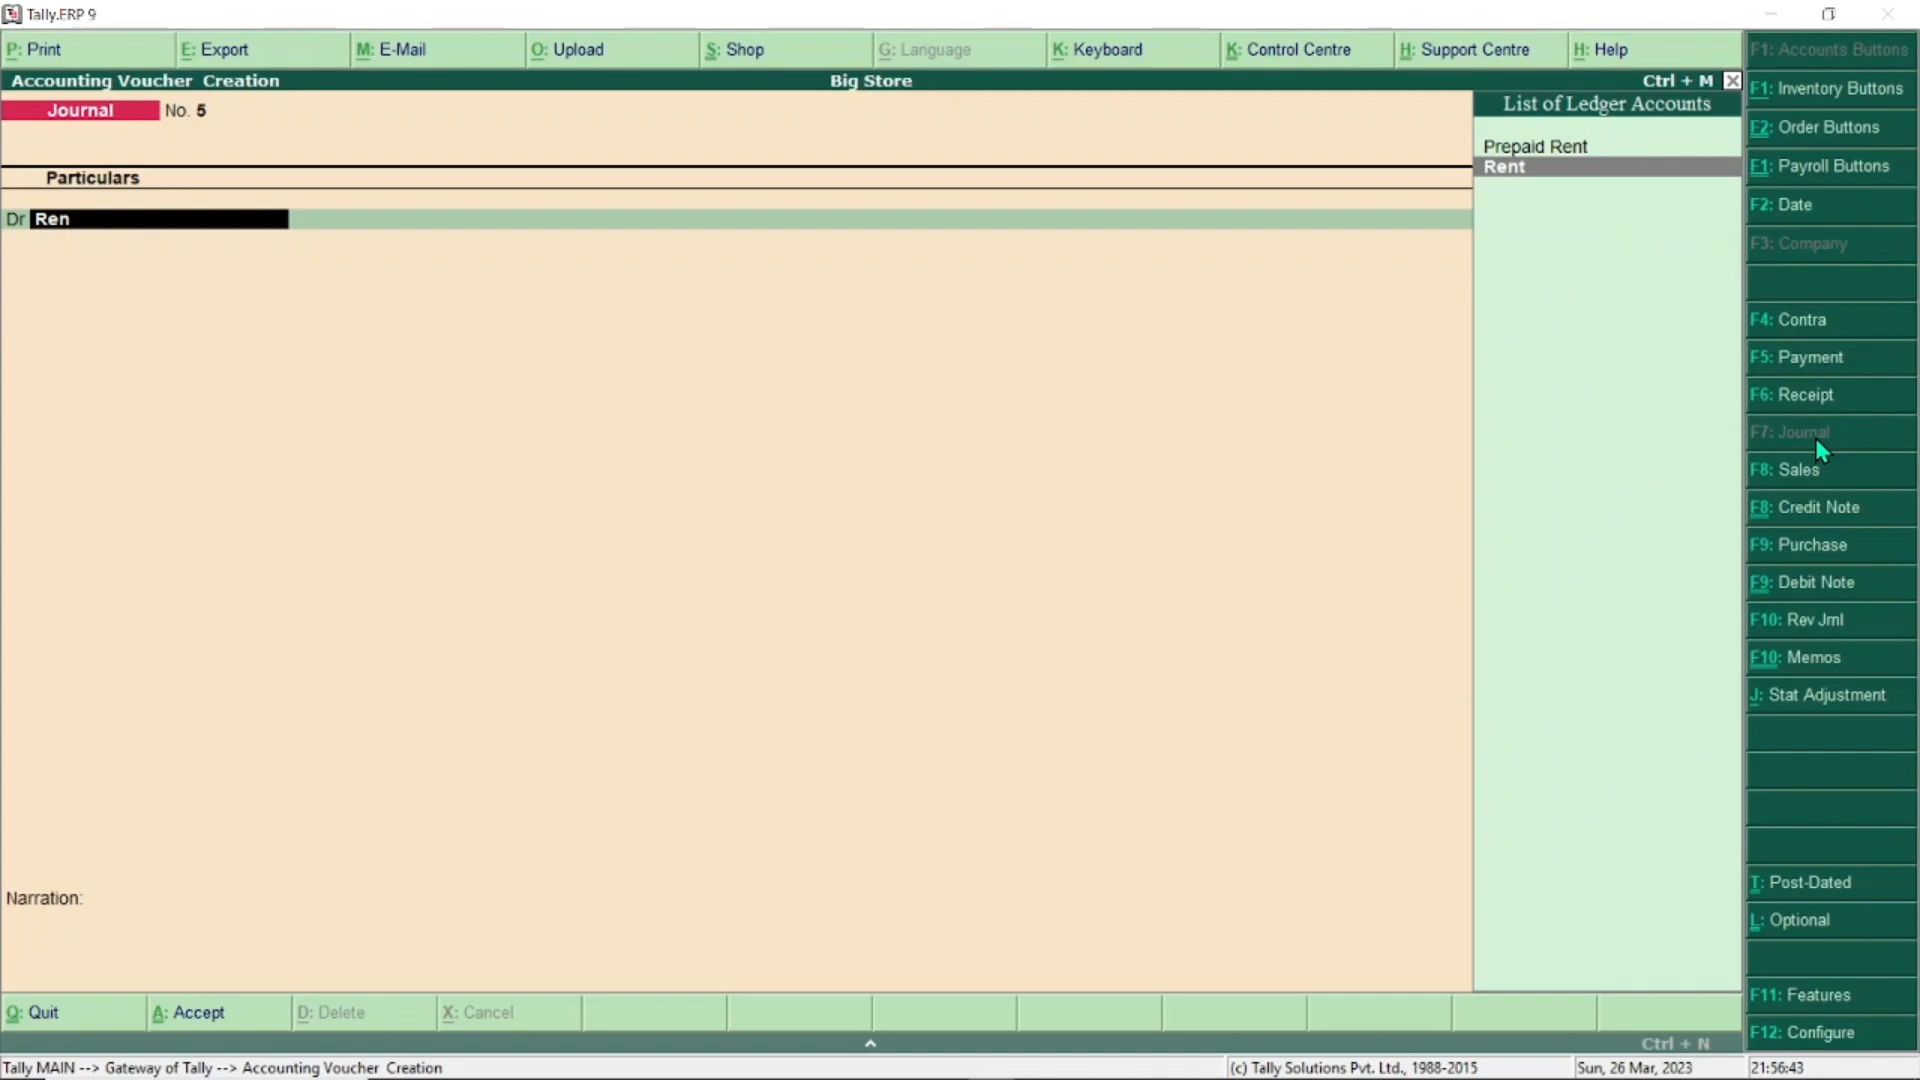 Tally.ERP 9
P: Print E: Export M: E-Mail O: Upload S: Shop G: Language K: Keyboard K: Control Centre H: Support Centre H: Help
Accounting Voucher Creation Big Store Ctrl + M
Journal No. 5
Particulars
Dr Ren
Narration:
List of Ledger Accounts
Prepaid Rent
Rent
F1: Accounts Buttons
F1: Inventory Buttons
F2: Order Buttons
F1: Payroll Buttons
F2: Date
F3: Company
F4: Contra
F5: Payment
F6: Receipt
F7: Journal
F8: Sales
F8: Credit Note
F9: Purchase
F9: Debit Note
F10: Rev Jrnl
F10: Memos
J: Stat Adjustment
T: Post-Dated
L: Optional
F11: Features
F12: Configure
Q: Quit A: Accept D: Delete X: Cancel
Ctrl + N
Tally MAIN --> Gateway of Tally --> Accounting Voucher Creation (c) Tally Solutions Pvt. Ltd., 1988-2015 Sun, 26 Mar, 2023 21:56:43